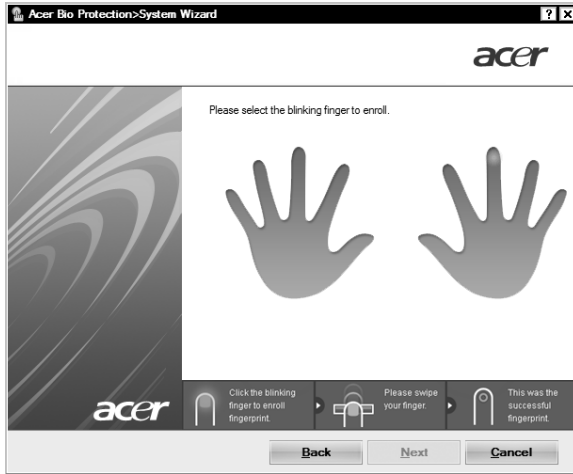 Acer Bio Protection>System Wizard
? X
acer
Please select the blinking finger to enroll.
acer
Click the blinking
finger to enroll
fingerprint.
Please swipe
your finger.
This was the
successful
fingerprint.
Back
Next
Cancel